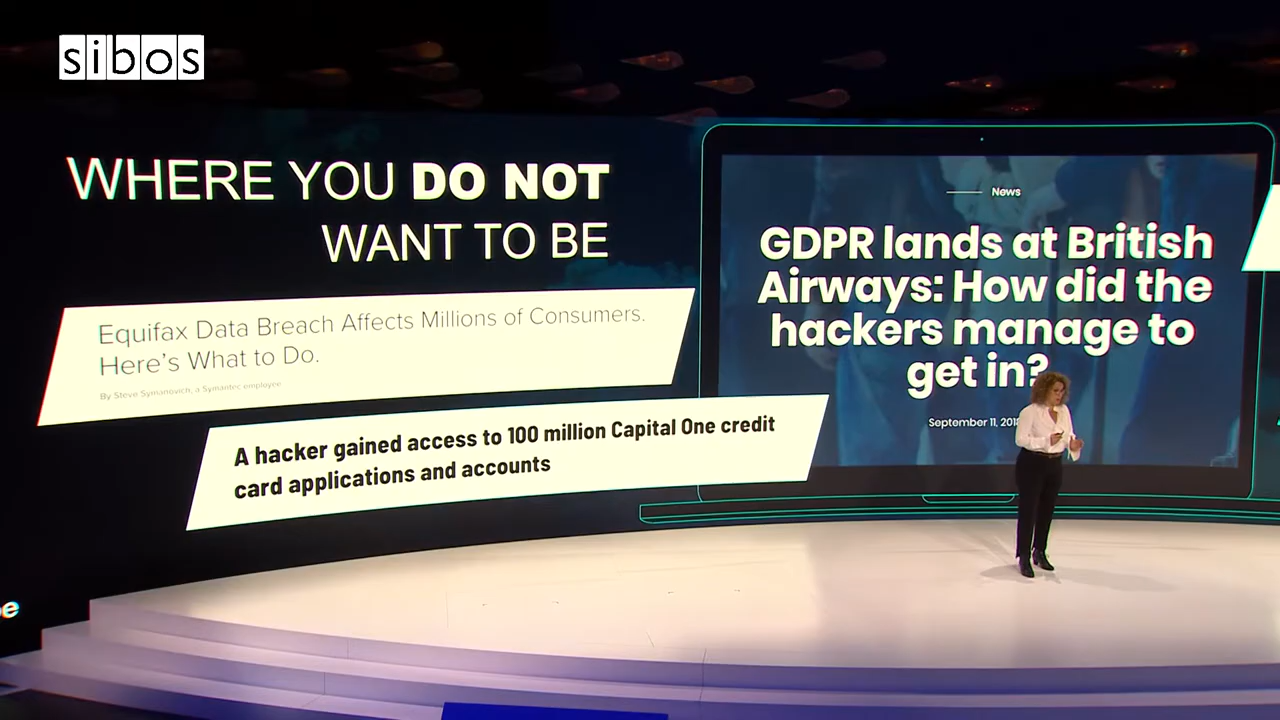 sibos
WHERE YOU DO NOT
WANT TO BE
Equifax Data Breach Affects Millions of Consumers.
Here's What to Do.
By Steve Symanovich, a Symantec employee
A hacker gained access to 100 million Capital One credit
card applications and accounts
News
GDPR lands at British
Airways: How did the
hackers manage to
get in?
September 11, 2018